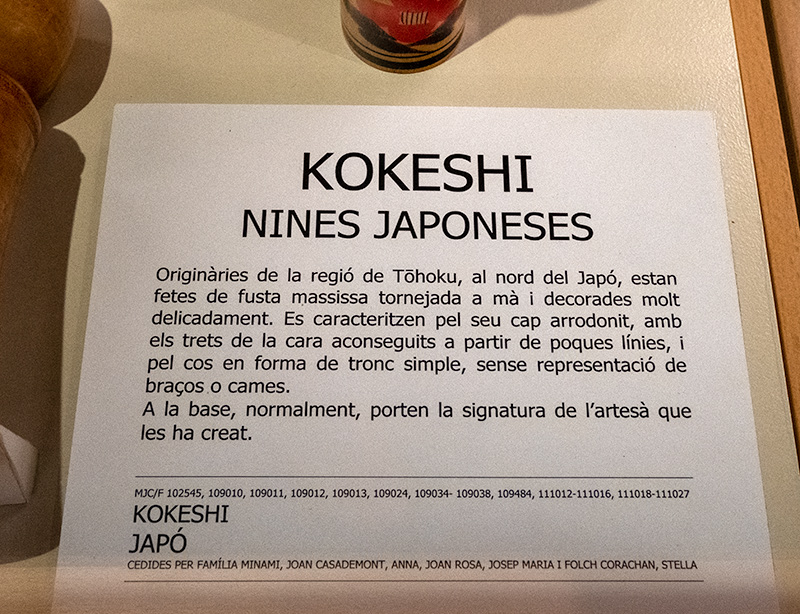 KOKESHI
NINES JAPONESES
Originàries de la regió de Tōhoku, al nord del Japó, estan
fetes de fusta massissa tornejada a mà i decorades molt
delicadament. Es caracteritzen pel seu cap arrodonit, amb
els trets de la cara aconseguits a partir de poques línies, i
pel cos en forma de tronc simple, sense representació de
braços o cames.
A la base, normalment, porten la signatura de l'artesà que
les ha creat.
MJC/F 102545, 109010, 109011, 109012, 109013, 109024, 109034- 109038, 109484, 111012-111016, 111018-111027
KOKESHI
JAPÓ
CEDIDES PER FAMÍLIA MINAMI, JOAN CASADEMONT, ANNA, JOAN ROSA, JOSEP MARIA I FOLCH CORACHAN, STELLA